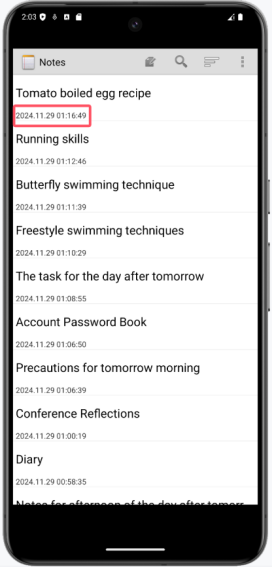 2:03
Notes
Tomato boiled egg recipe
2024.11.29 01:16:49
Running skills
2024.11.29 01:12:46
Butterfly swimming technique
2024.11.29 01:11:39
Freestyle swimming techniques
2024.11.29 01:10:29
The task for the day after tomorrow
2024.11.29 01:08:55
Account Password Book
2024.11.29 01:06:50
Precautions for tomorrow morning
2024.11.29 01:06:39
Conference Reflections
2024.11.29 01:00:19
Diary
2024.11.29 00:58:35
Notes for afternoon of the day after tomorr